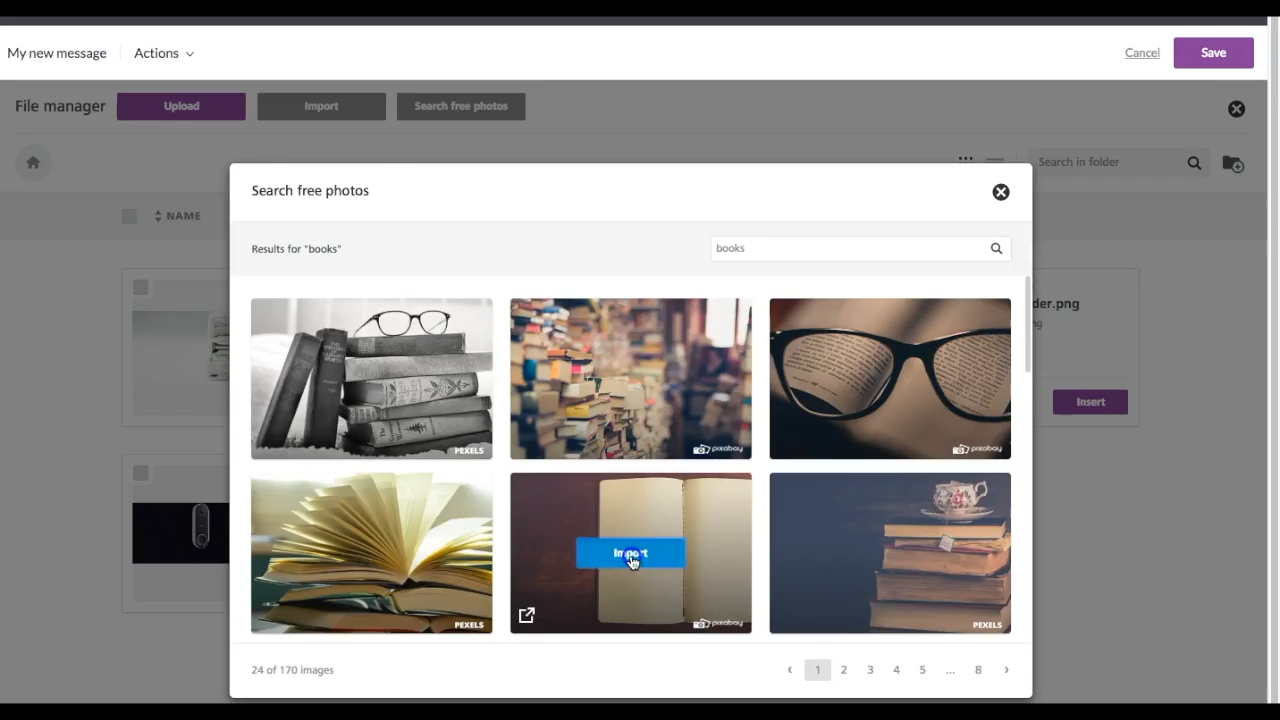 My new message
Actions
Cancel
Save
File manager
Upload
Import
Search free photos
Search in folder
NAME
Search free photos
Results for "books"
books
der.png
ng
Insert
PEXELS
pixabay
pixabay
Import
PEXELS
pixabay
PEXELS
24 of 170 images
‹ 1 2 3 4 5 ... 8 ›